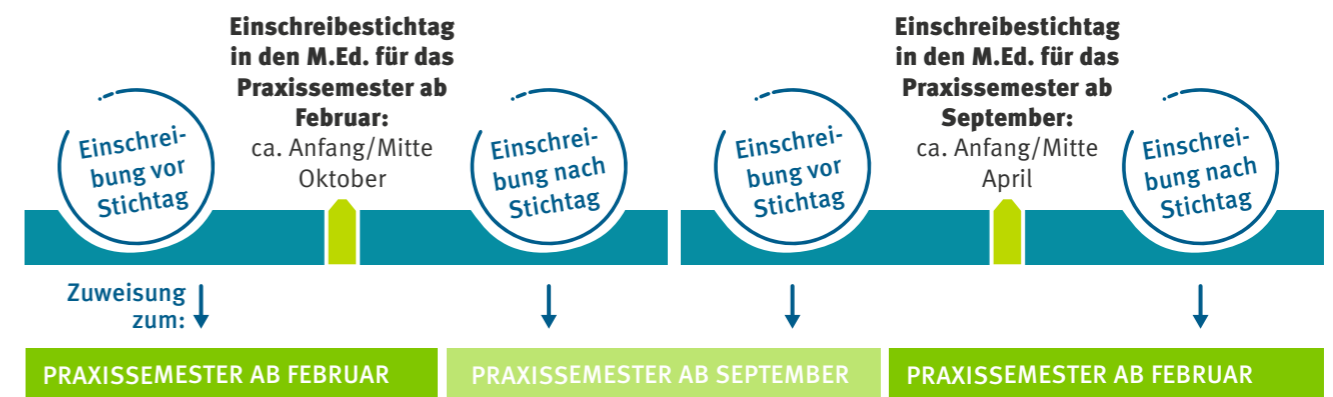 Einschreibestichtag
in den M.Ed. für das
Praxissemester ab
Februar:
ca. Anfang/Mitte
Oktober
Einschreibestichtag
in den M.Ed. für das
Praxissemester ab
September:
ca. Anfang/Mitte
April
Einschrei-
bung vor
Stichtag
Einschrei-
bung nach
Stichtag
Einschrei-
bung vor
Stichtag
Einschrei-
bung nach
Stichtag
Zuweisung
zum:
PRAXISSEMESTER AB FEBRUAR
PRAXISSEMESTER AB SEPTEMBER
PRAXISSEMESTER AB FEBRUAR